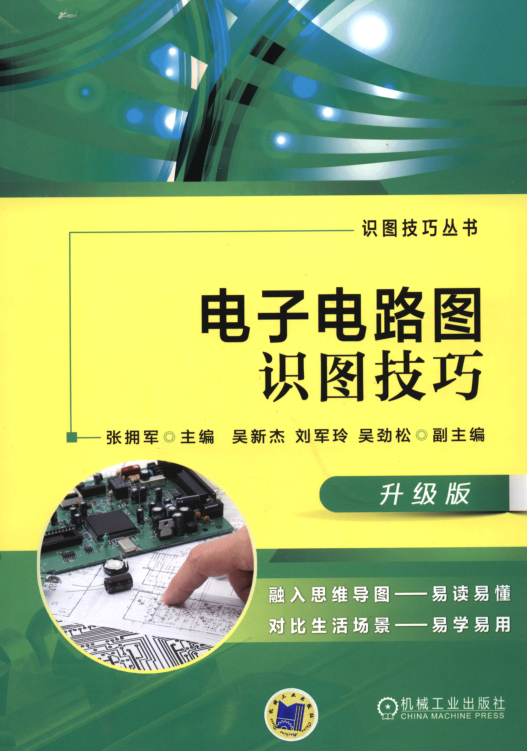 识图技巧丛书
电子电路图
识图技巧
张拥军◎主编 吴新杰 刘军玲 吴劲松◎副主编
升级版
融入思维导图——易读易懂
对比生活场景——易学易用
机械工业出版社
CHINA MACHINE PRESS